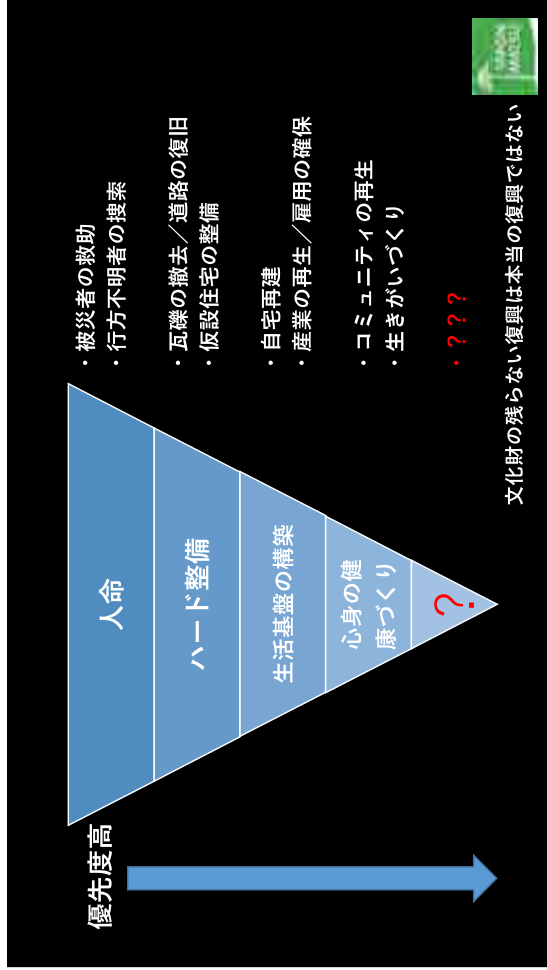 優先度高
人命
・被災者の救助
・行方不明者の捜索
ハード整備
・瓦礫の撤去／道路の復旧
・仮設住宅の整備
生活基盤の構築
・自宅再建
・産業の再生／雇用の確保
心身の健
康づくり
・コミュニティの再生
・生きがいづくり
？
・？？？
文化財の残らない復興は本当の復興ではない